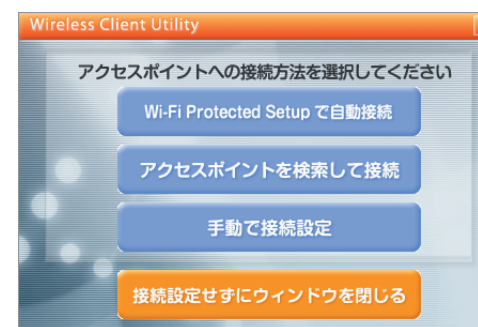 Wireless Client Utility
アクセスポイントへの接続方法を選択してください
Wi-Fi Protected Setup で自動接続
アクセスポイントを検索して接続
手動で接続設定
接続設定せずにウィンドウを閉じる